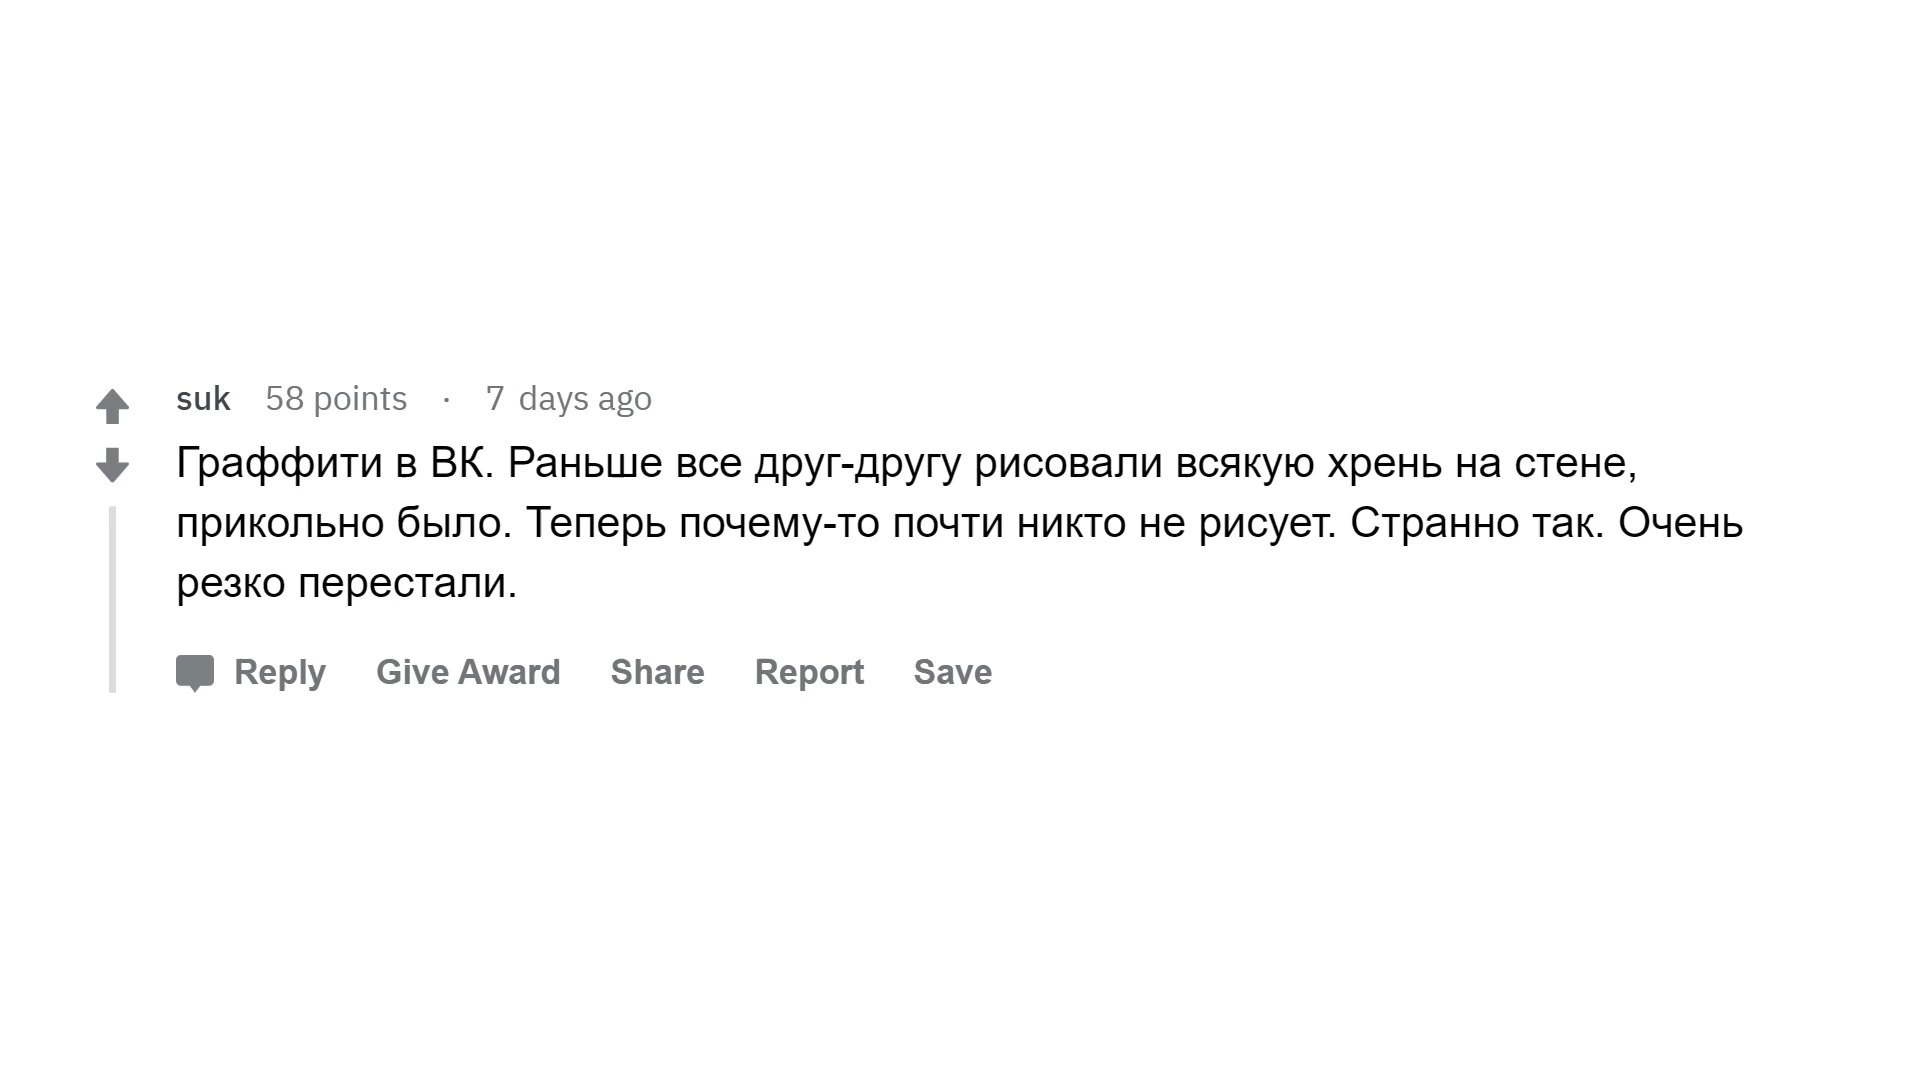 suk 58 points · 7 days ago
Граффити в ВК. Раньше все друг-другу рисовали всякую хрень на стене,
прикольно было. Теперь почему-то почти никто не рисует. Странно так. Очень
резко перестали.
Reply Give Award Share Report Save